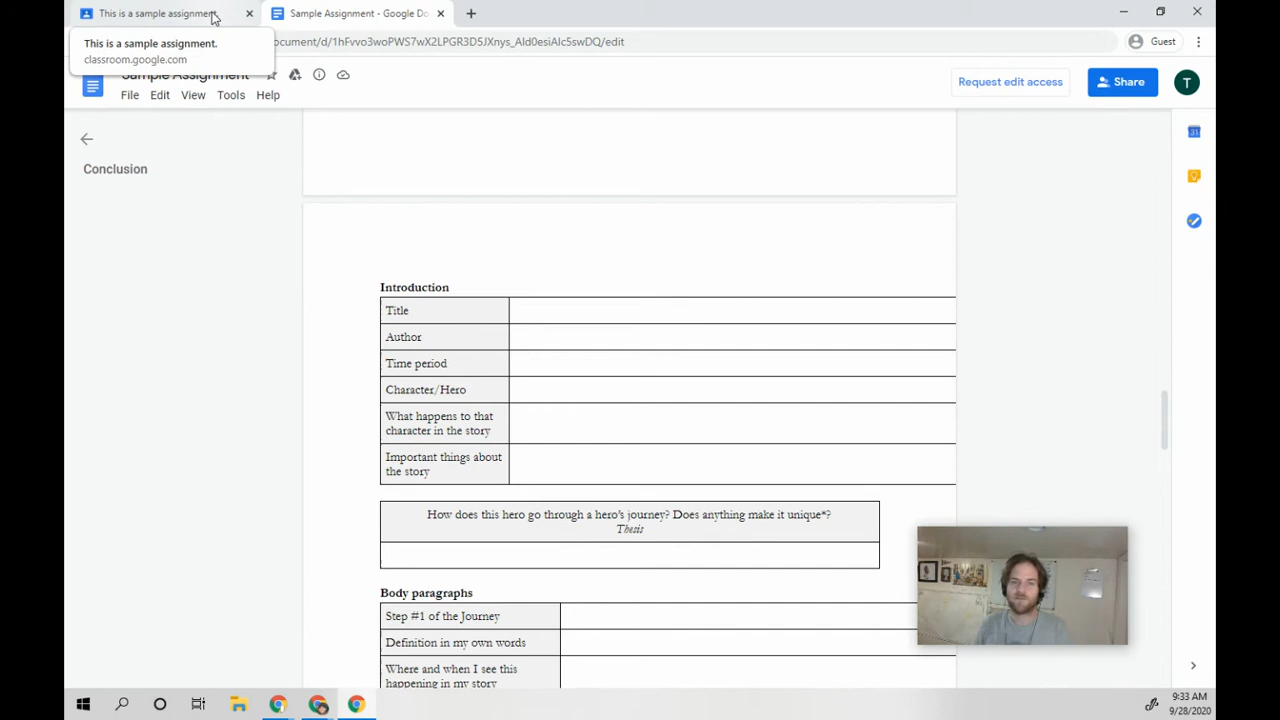 This is a sample assignment.
Sample Assignment - Google Do
This is a sample assignment.
classroom.google.com
ocument/d/1hFvvo3woPWS7wX2LPGR3D5JXnys_Ald0esiAlc5swDQ/edit
Guest
Sample Assignment
File Edit View Tools Help
Request edit access
Share
T
31
Conclusion
Introduction
Title
Author
Time period
Character/Hero
What happens to that
character in the story
Important things about
the story
How does this hero go through a hero's journey? Does anything make it unique*?
Thesis
Body paragraphs
Step #1 of the Journey
Definition in my own words
Where and when I see this
happening in my story
9:33 AM
9/28/2020